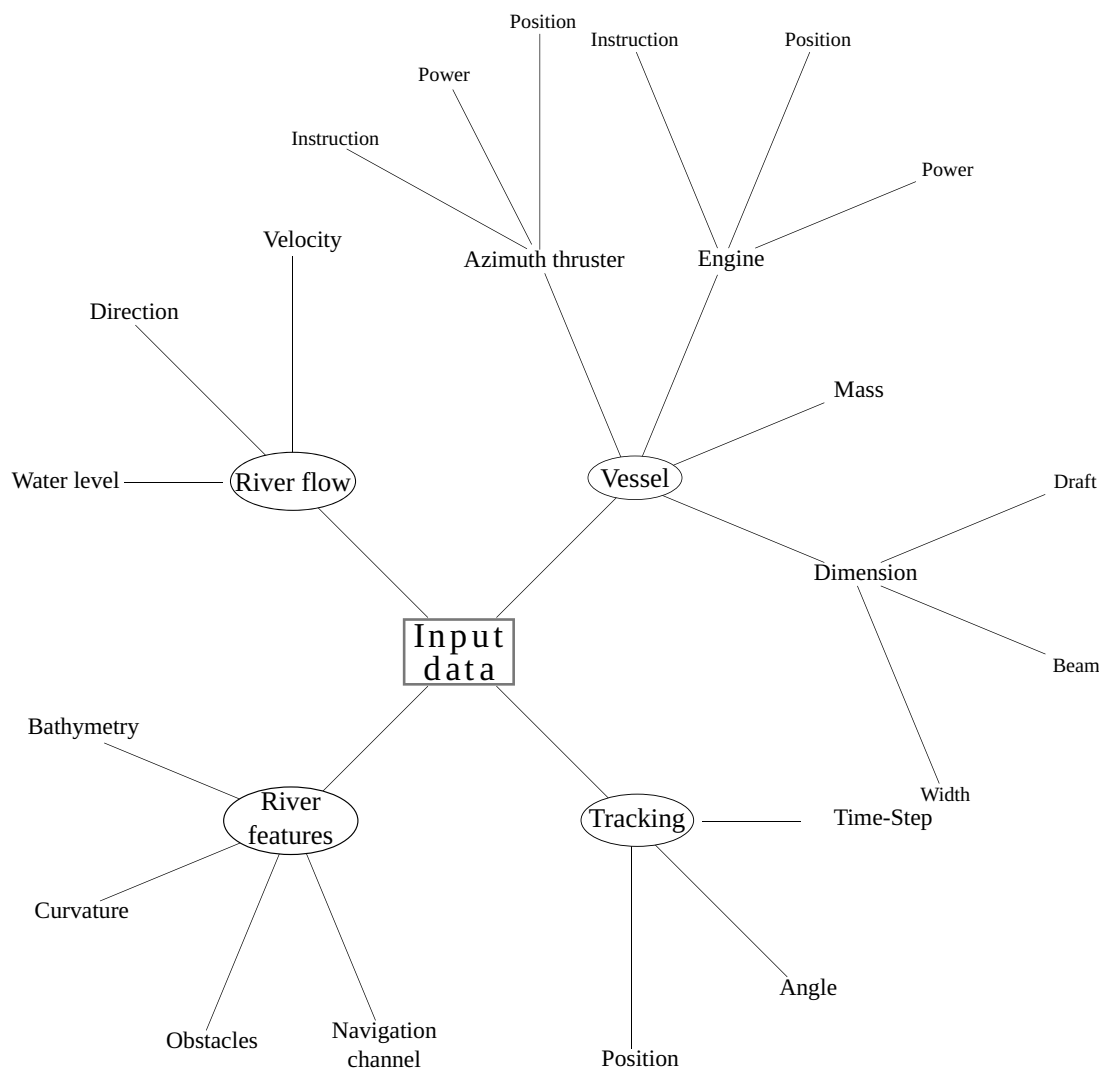 Position
Instruction
Position
Power
Instruction
Power
Velocity
Azimuth thruster
Engine
Direction
Mass
Water level
River flow
Vessel
Draft
Dimension
Input
data
Beam
Bathymetry
Width
River
features
Tracking
Time-Step
Curvature
Angle
Obstacles
Navigation
channel
Position